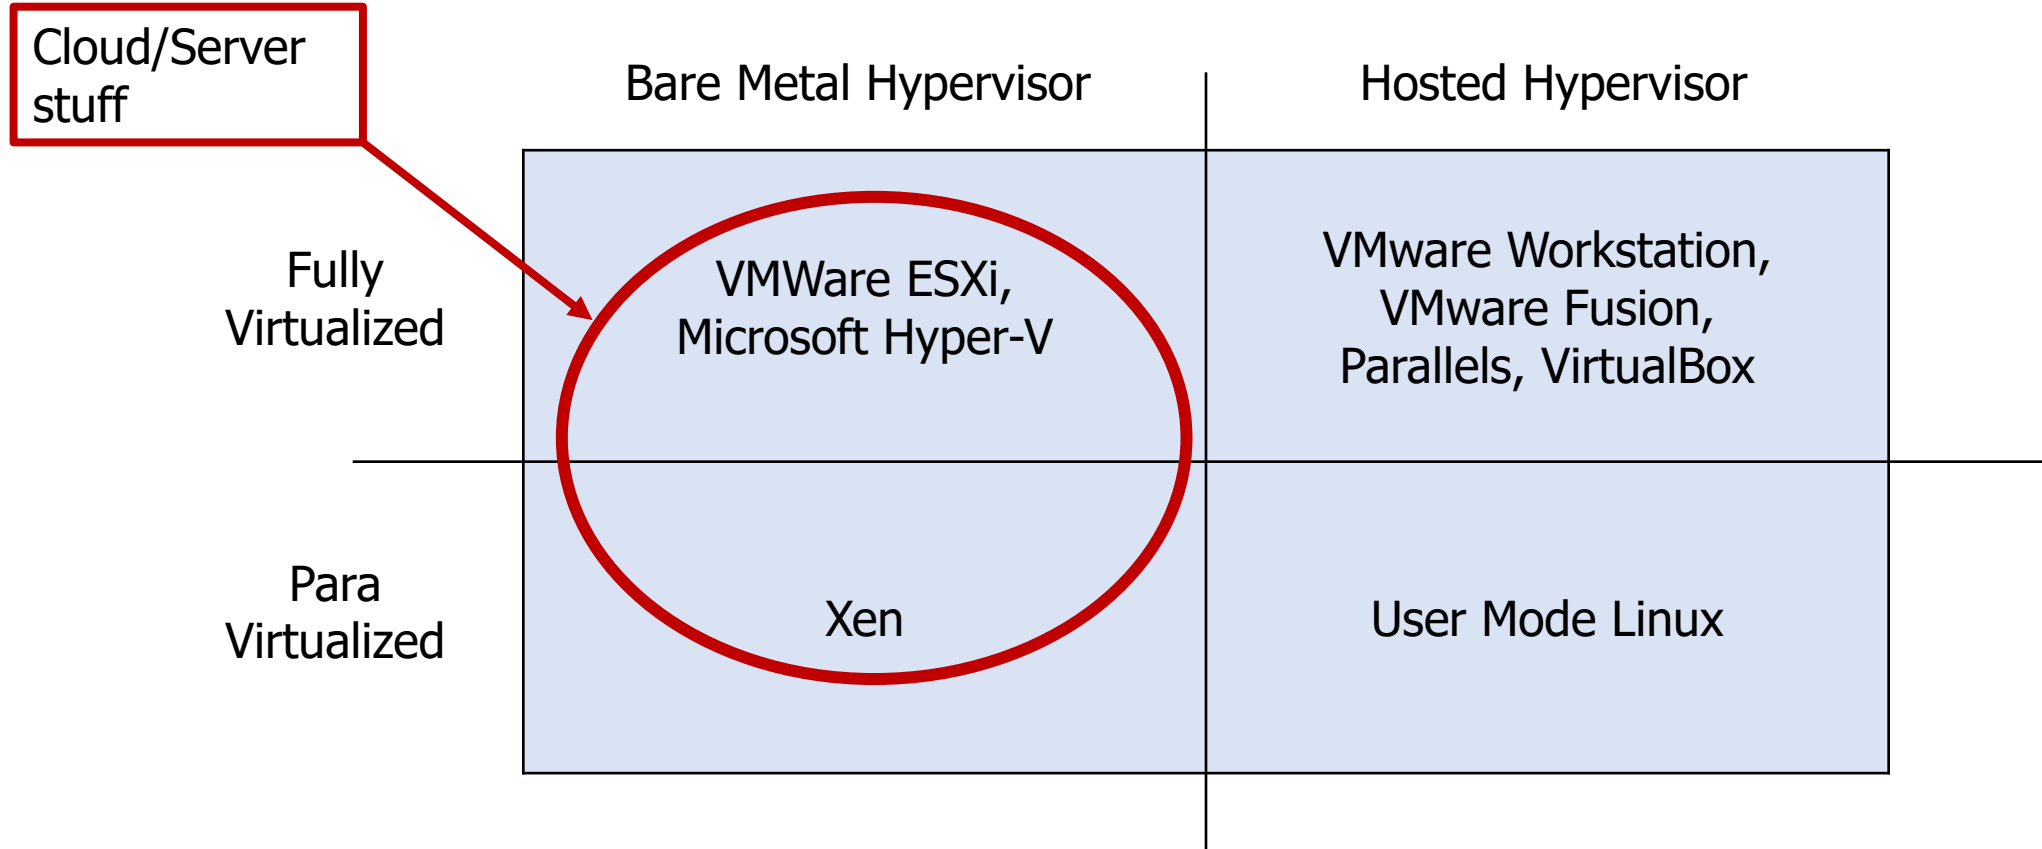 Cloud/Server
stuff
Bare Metal Hypervisor
Hosted Hypervisor
Fully
Virtualized
VMWare ESXi,
Microsoft Hyper-V
VMware Workstation,
VMware Fusion,
Parallels, VirtualBox
Para
Virtualized
Xen
User Mode Linux